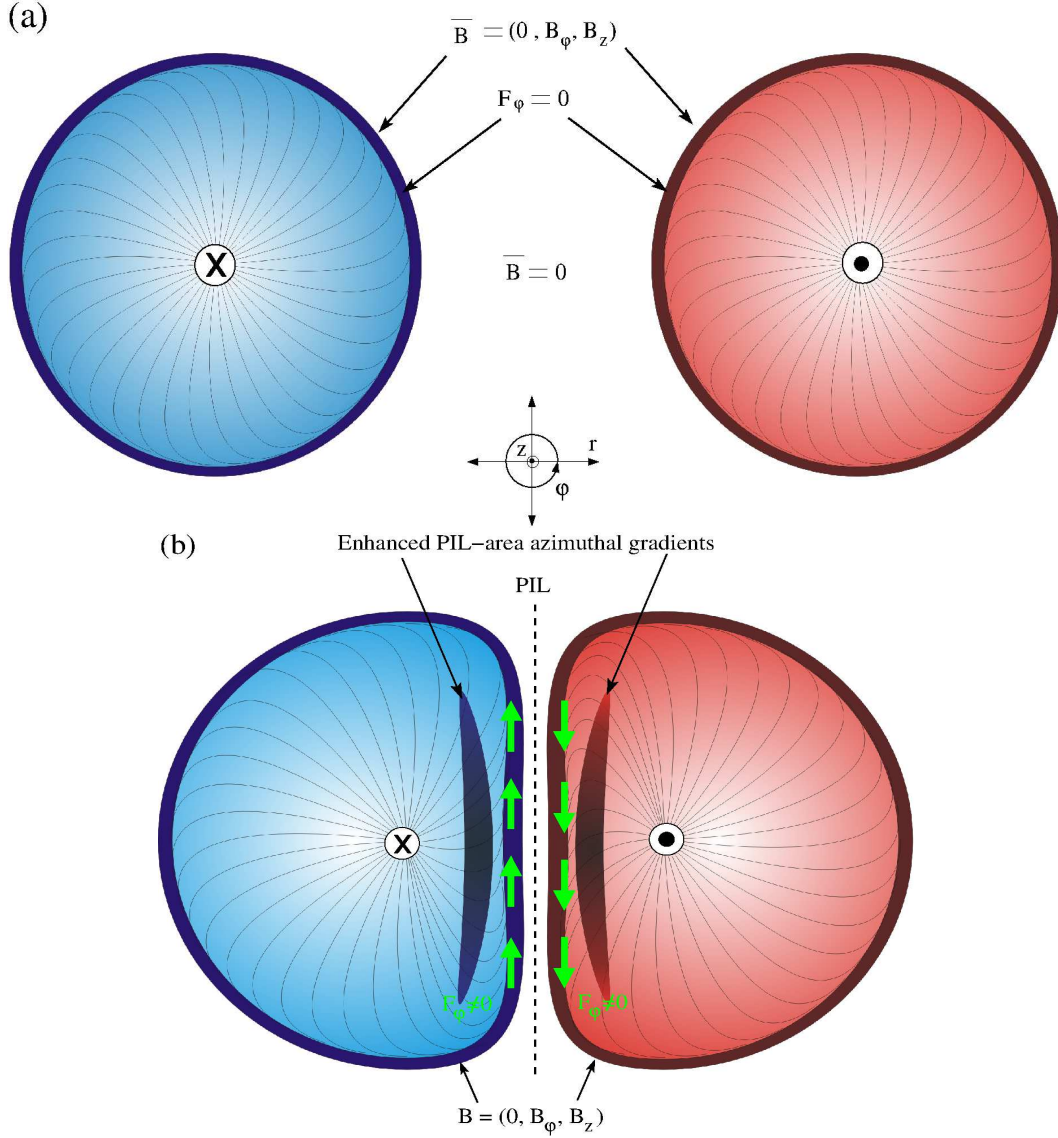 (a)
B̅ = (0 , Bφ, Bz)
Fφ = 0
X
B̅ = 0
z
r
φ
(b)
Enhanced PIL−area azimuthal gradients
PIL
X
Fφ≠0
Fφ≠0
B = (0, Bφ, Bz)